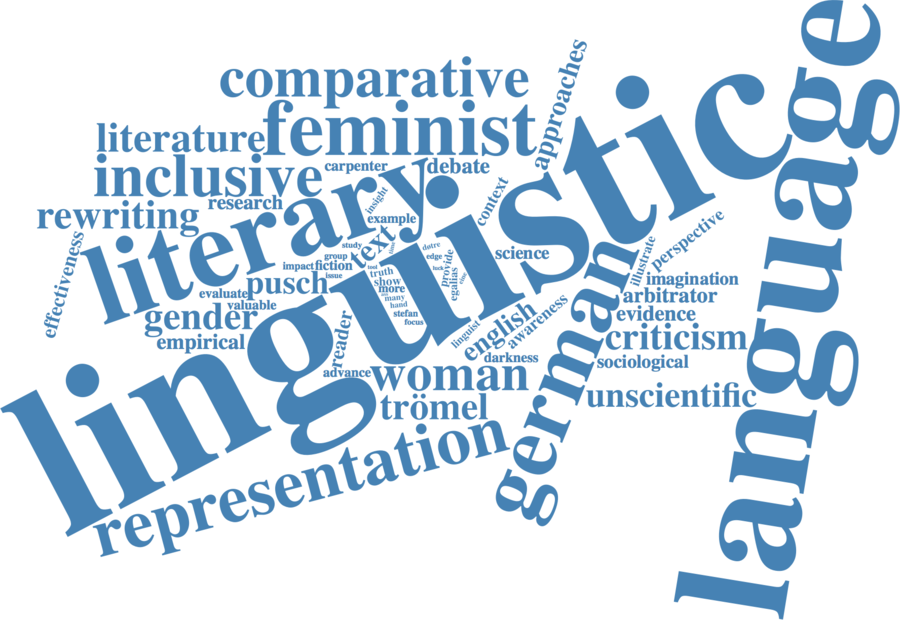 comparative
approaches
language
literature
feminist
linguistic
inclusive
carpenter
debate
research
literary
insight
context
rewriting
example
effectiveness
text
study
group
dotre
edge
science
perspective
impact
fiction
issue
truth
provide
egalias
illustrate
imagination
pusch
show
more
evaluate
many
arbitrator
valuable
hand
gender
stefan
evidence
focus
english
awareness
german
empirical
reader
linguist
criticism
darkness
sociological
advance
woman
unscientific
trömel
representation